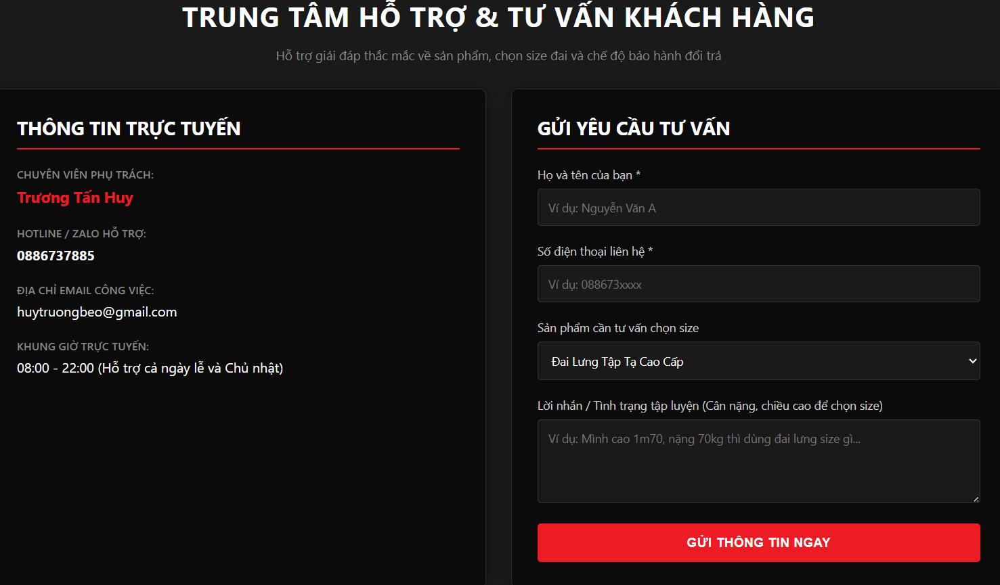 TRUNG TÂM HỖ TRỢ & TƯ VẤN KHÁCH HÀNG
Hỗ trợ giải đáp thắc mắc về sản phẩm, chọn size đai và chế độ bảo hành đổi trả
THÔNG TIN TRỰC TUYẾN
CHUYÊN VIÊN PHỤ TRÁCH:
Trương Tấn Huy
HOTLINE / ZALO HỖ TRỢ:
0886737885
ĐỊA CHỈ EMAIL CÔNG VIỆC:
huytruongbeo@gmail.com
KHUNG GIỜ TRỰC TUYẾN:
08:00 - 22:00 (Hỗ trợ cả ngày lễ và Chủ nhật)
GỬI YÊU CẦU TƯ VẤN
Họ và tên của bạn *
Ví dụ: Nguyễn Văn A
Số điện thoại liên hệ *
Ví dụ: 088673xxxx
Sản phẩm cần tư vấn chọn size
Đai Lưng Tập Tạ Cao Cấp
Lời nhắn / Tình trạng tập luyện (Cân nặng, chiều cao để chọn size)
Ví dụ: Mình cao 1m70, nặng 70kg thì dùng đai lưng size gì...
GỬI THÔNG TIN NGAY